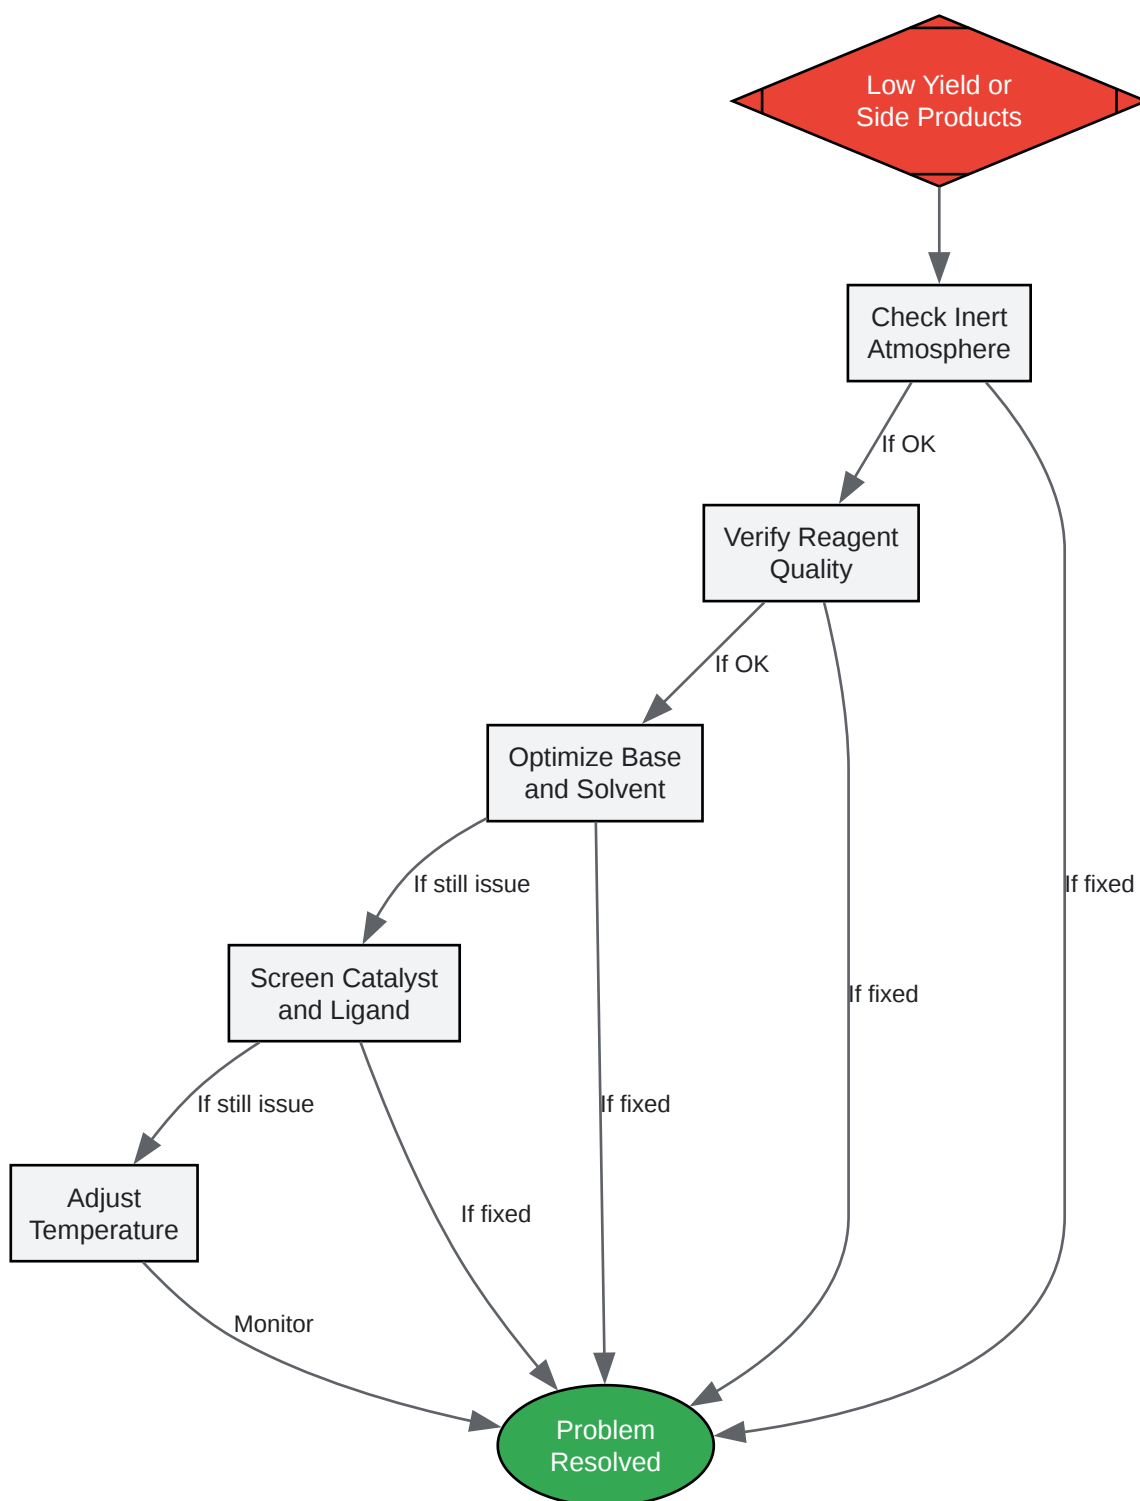 Low Yield or
Side Products
Check Inert
Atmosphere
If OK
Verify Reagent
Quality
If OK
Optimize Base
and Solvent
If still issue
If fixed
Screen Catalyst
and Ligand
If fixed
If still issue
If fixed
Adjust
Temperature
If fixed
Monitor
Problem
Resolved